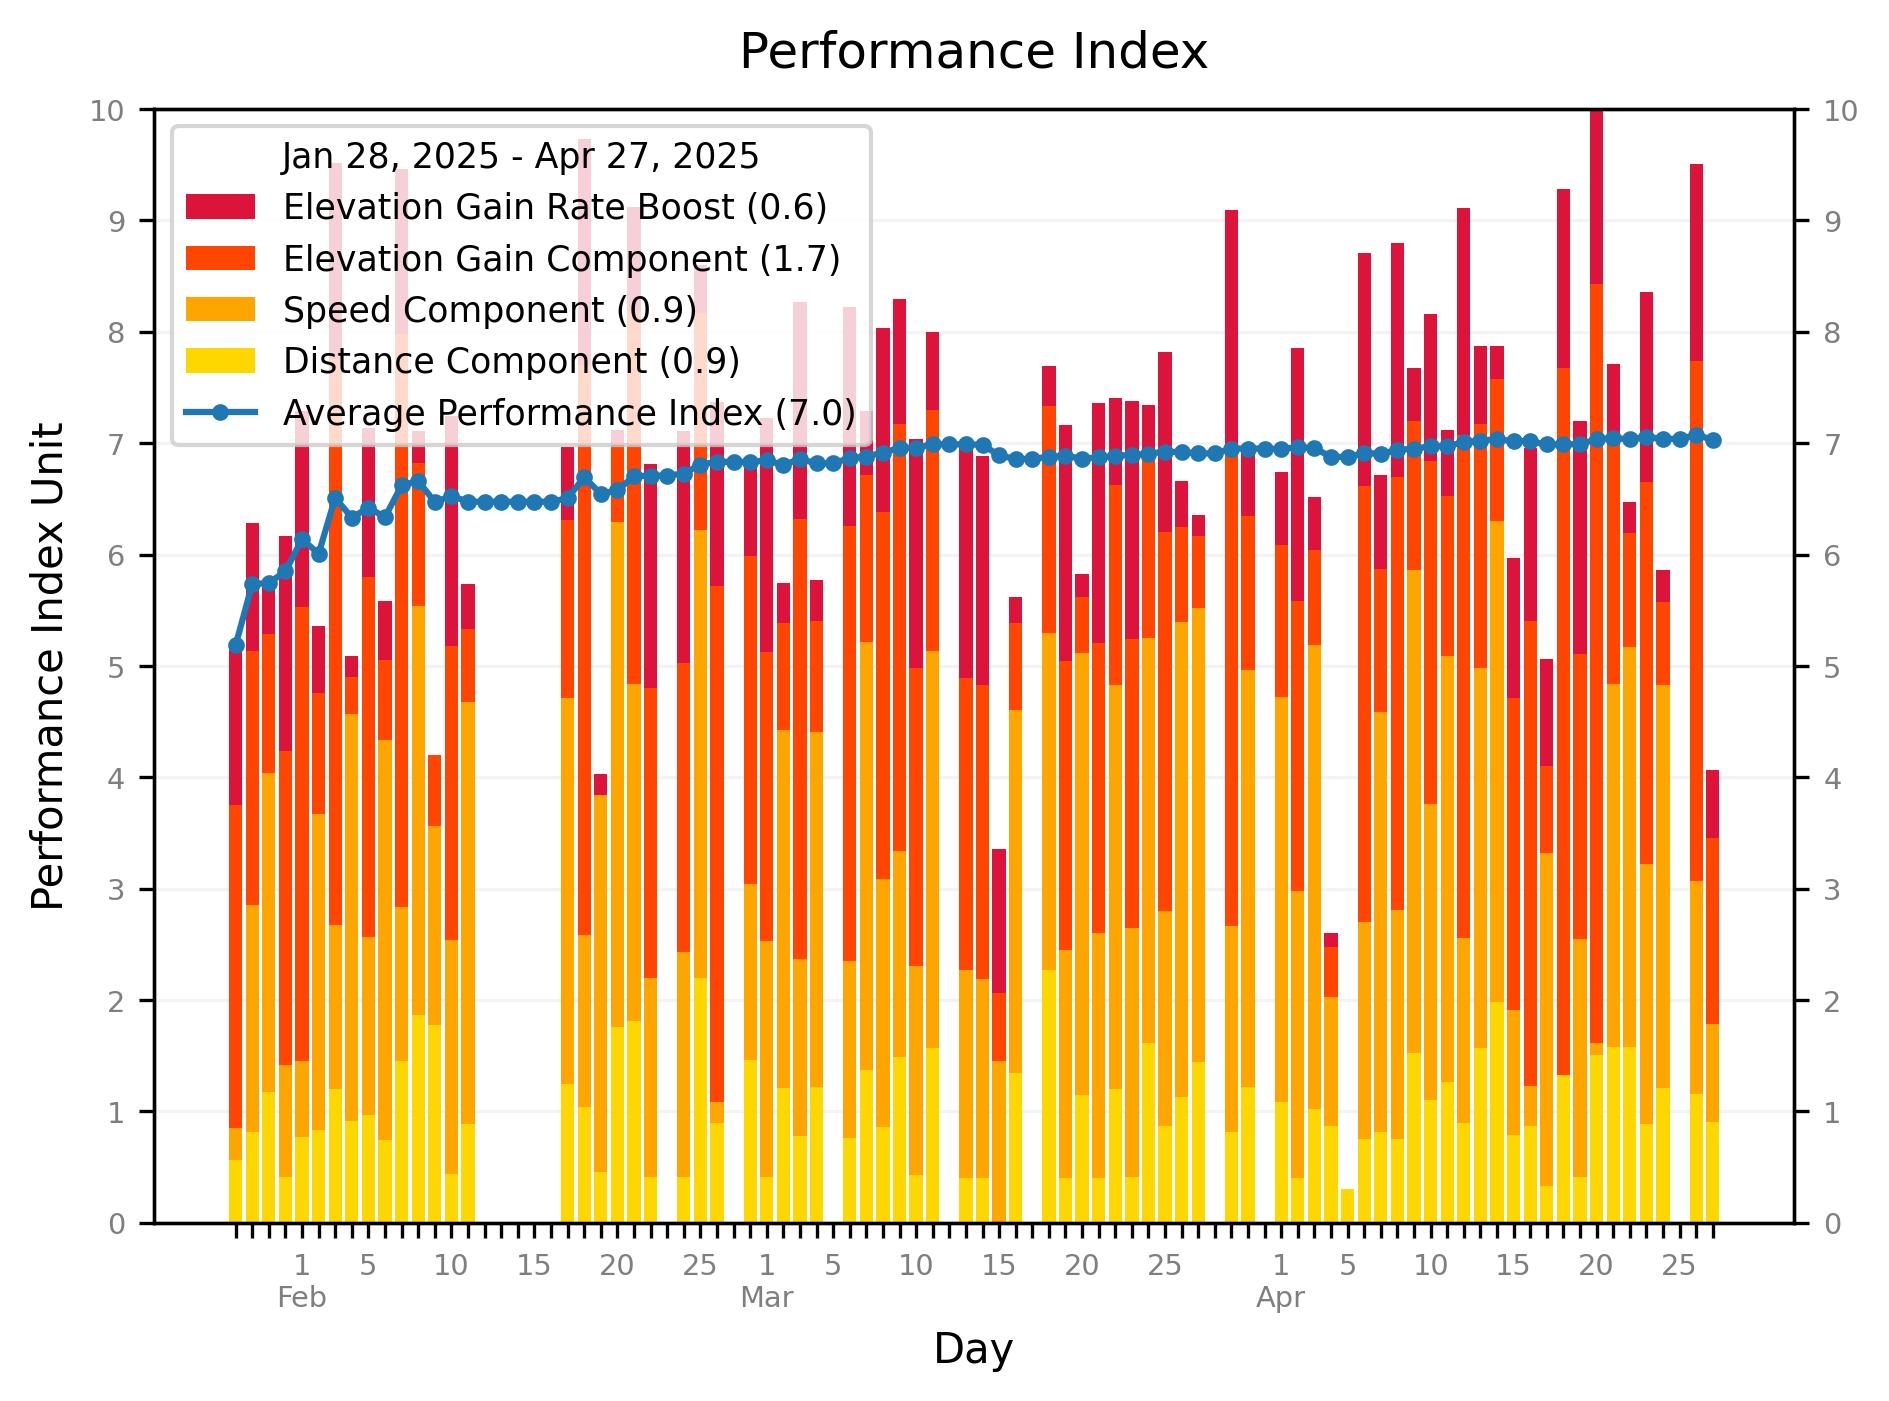 Performance Index
Jan 28, 2025 - Apr 27, 2025
Elevation Gain Rate Boost (0.6)
Elevation Gain Component (1.7)
Speed Component (0.9)
Distance Component (0.9)
Average Performance Index (7.0)
Performance Index Unit
10
9
8
7
6
5
4
3
2
1
0
10
9
8
7
6
5
4
3
2
1
0
1 5 10 15 20 25 1 5 10 15 20 25 1 5 10 15 20 25
Feb Mar Apr
Day